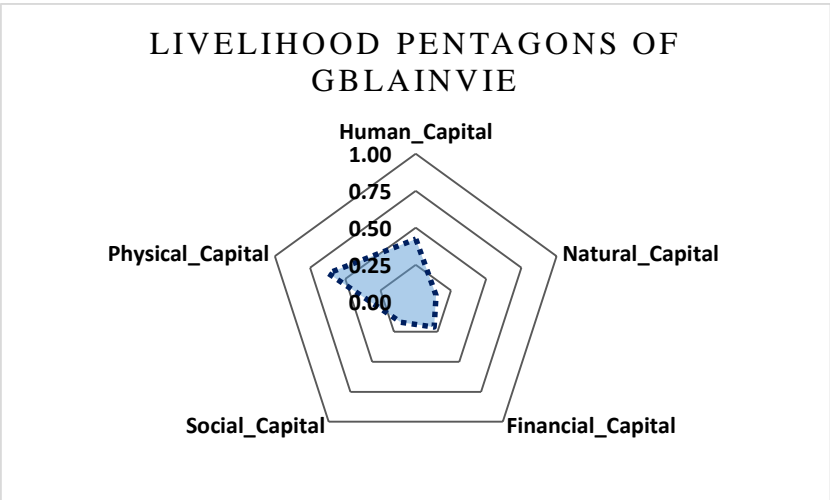 LIVELIHOOD PENTAGONS OF
GBLAINVIE
Human_Capital
1.00
0.75
0.50
0.25
0.00
Physical_Capital
Natural_Capital
Social_Capital
Financial_Capital